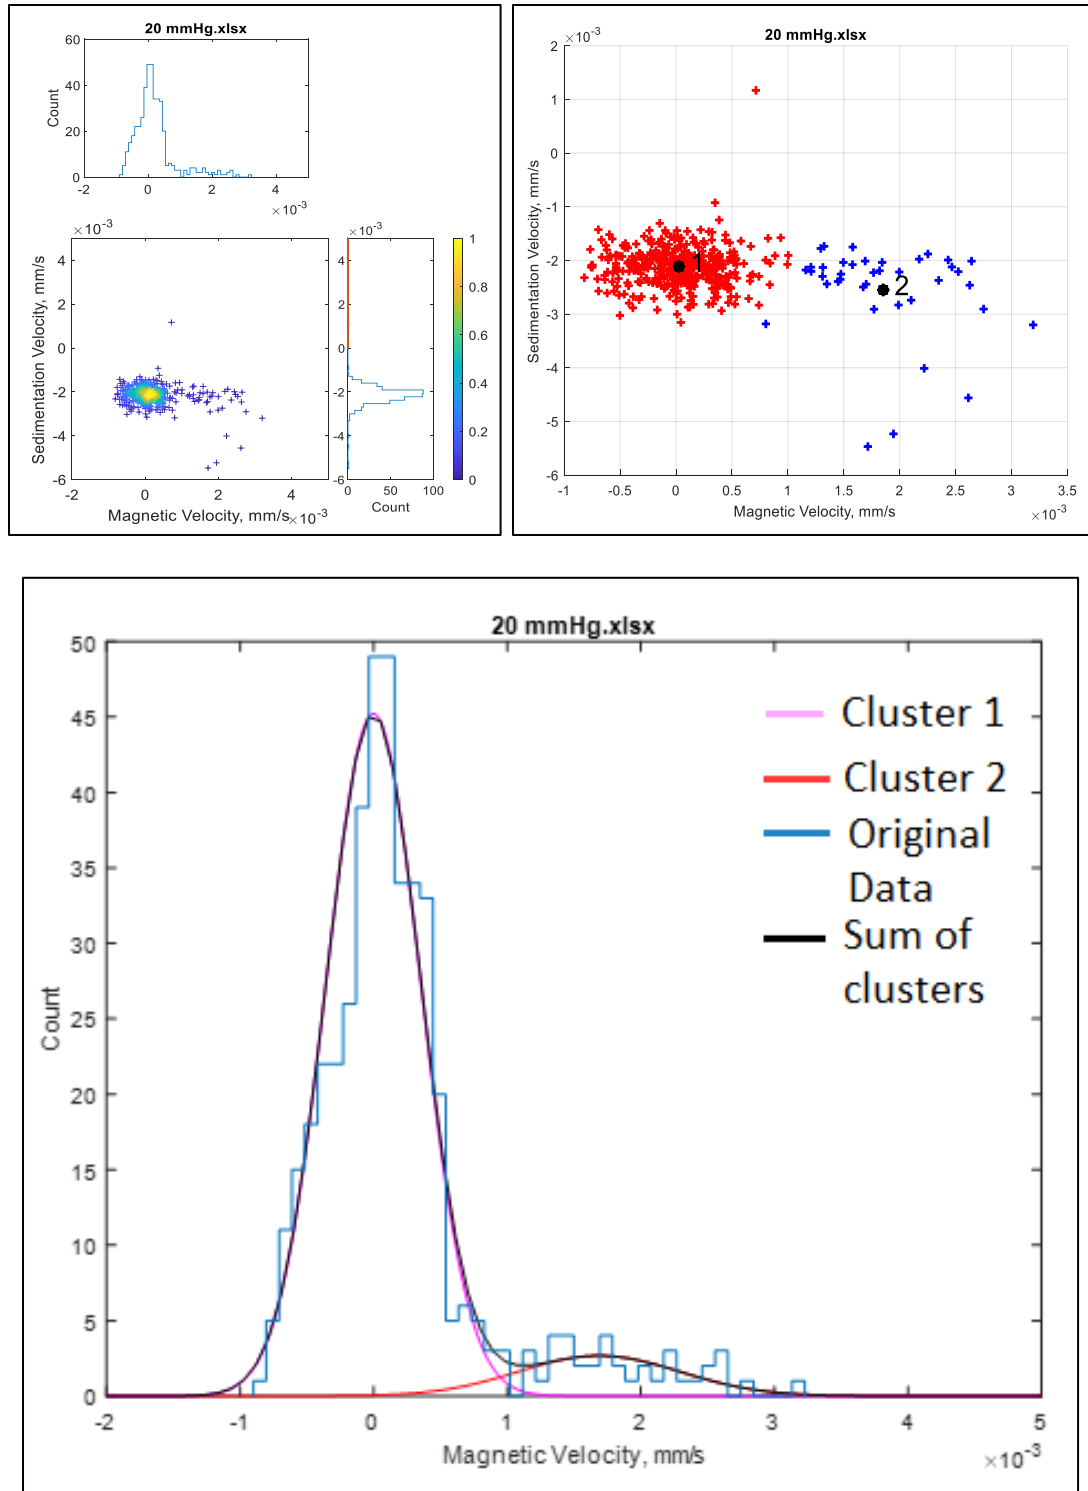 20 mmHg.xlsx
60
40
20
0
Count
-2 0 2 4
×10⁻³
×10⁻³
4
2
0
-2
-4
-6
Sedimentation Velocity, mm/s
-2 0 2 4
Magnetic Velocity, mm/s
×10⁻³
×10⁻³
4
2
0
-2
-4
-6
0 50 100
Count
1
0.8
0.6
0.4
0.2
0
20 mmHg.xlsx
×10⁻³
2
1
0
-1
-2
-3
-4
-5
-6
Sedimentation Velocity, mm/s
1
2
-1 -0.5 0 0.5 1 1.5 2 2.5 3 3.5
Magnetic Velocity, mm/s
×10⁻³
20 mmHg.xlsx
50
45
40
35
30
25
20
15
10
5
0
Count
Cluster 1
Cluster 2
Original
Data
Sum of
clusters
-2 -1 0 1 2 3 4 5
Magnetic Velocity, mm/s
×10⁻³